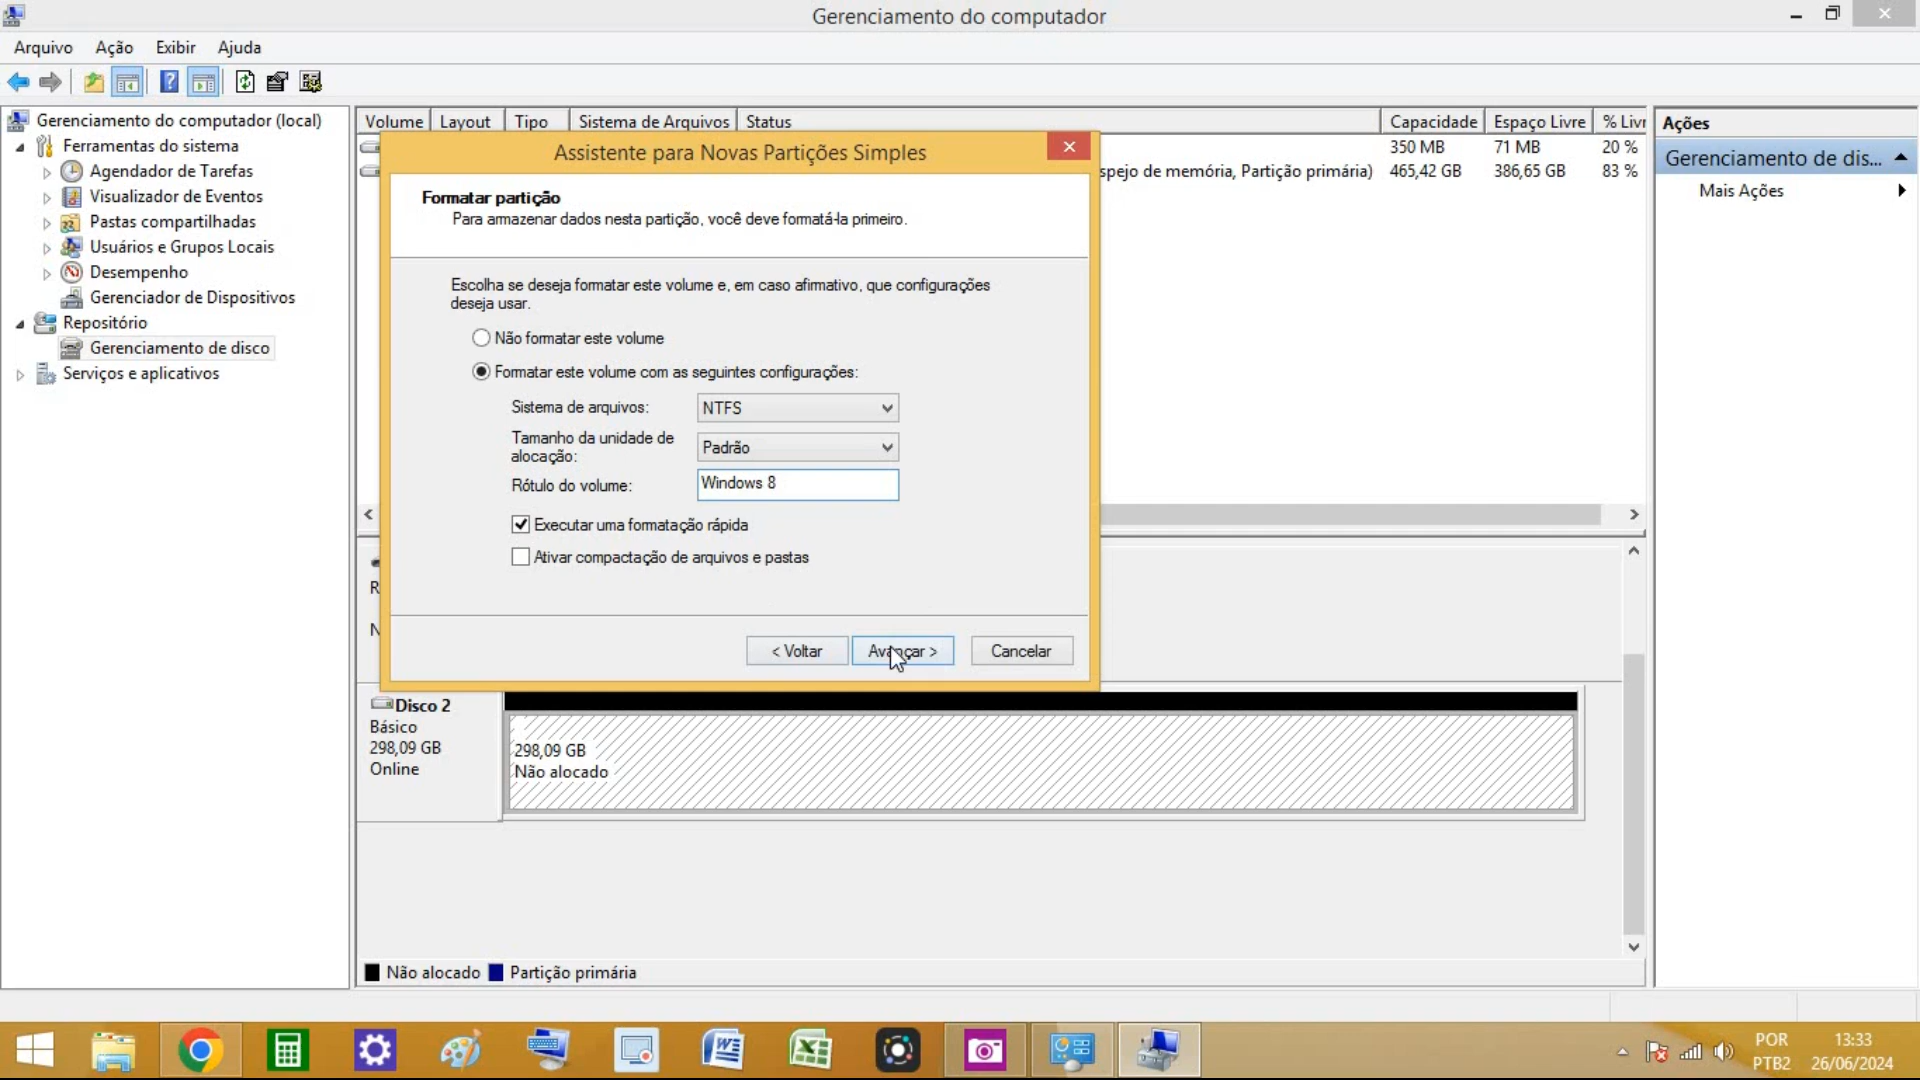 Gerenciamento do computador
Arquivo Ação Exibir Ajuda
Gerenciamento do computador (local)
Ferramentas do sistema
Agendador de Tarefas
Visualizador de Eventos
Pastas compartilhadas
Usuários e Grupos Locais
Desempenho
Gerenciador de Dispositivos
Repositório
Gerenciamento de disco
Serviços e aplicativos
Volume Layout Tipo Sistema de Arquivos Status Capacidade Espaço Livre % Livr
350 MB 71 MB 20 %
spejo de memória, Partição primária) 465,42 GB 386,65 GB 83 %
Ações
Gerenciamento de dis...
Mais Ações
Assistente para Novas Partições Simples
Formatar partição
Para armazenar dados nesta partição, você deve formatá-la primeiro.
Escolha se deseja formatar este volume e, em caso afirmativo, que configurações
deseja usar.
Não formatar este volume
Formatar este volume com as seguintes configurações:
Sistema de arquivos: NTFS
Tamanho da unidade de
alocação: Padrão
Rótulo do volume: Windows 8
Executar uma formatação rápida
Ativar compactação de arquivos e pastas
< Voltar Avançar > Cancelar
R
N
Disco 2
Básico
298,09 GB
Online
298,09 GB
Não alocado
Não alocado Partição primária
POR
PTB2
13:33
26/06/2024